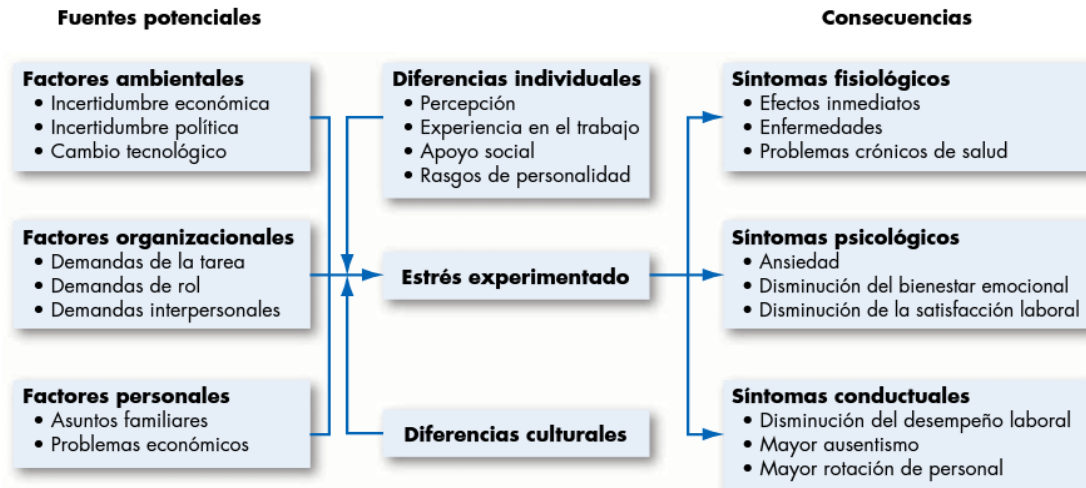 Fuentes potenciales
Consecuencias
Factores ambientales
• Incertidumbre económica
• Incertidumbre política
• Cambio tecnológico
Diferencias individuales
• Percepción
• Experiencia en el trabajo
• Apoyo social
• Rasgos de personalidad
Síntomas fisiológicos
• Efectos inmediatos
• Enfermedades
• Problemas crónicos de salud
Factores organizacionales
• Demandas de la tarea
• Demandas de rol
• Demandas interpersonales
Estrés experimentado
Síntomas psicológicos
• Ansiedad
• Disminución del bienestar emocional
• Disminución de la satisfacción laboral
Factores personales
• Asuntos familiares
• Problemas económicos
Diferencias culturales
Síntomas conductuales
• Disminución del desempeño laboral
• Mayor ausentismo
• Mayor rotación de personal